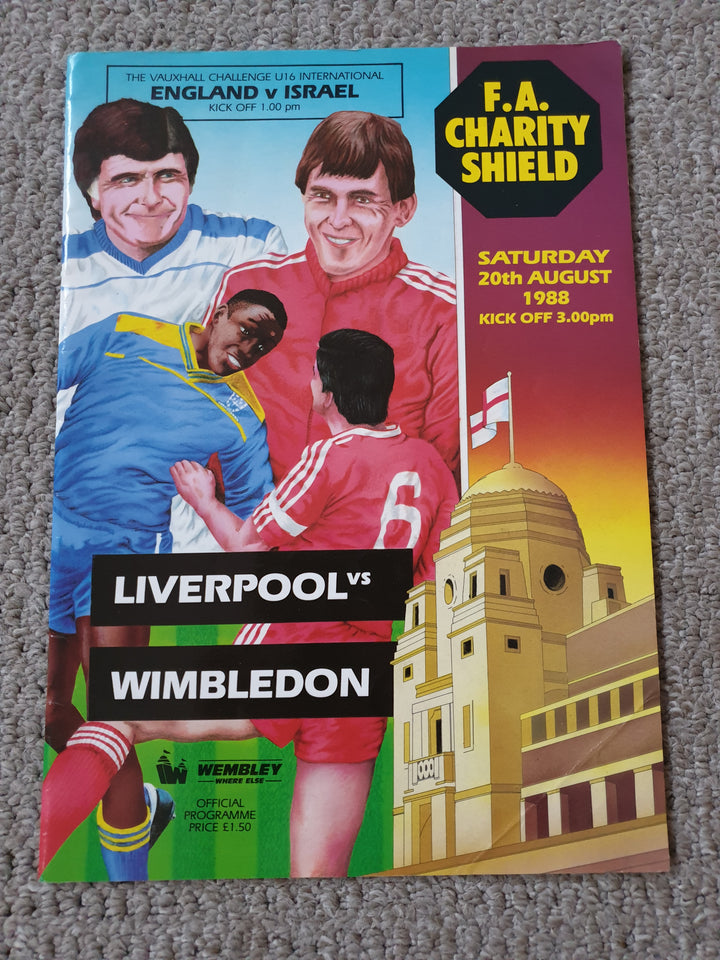 THE VAUXHALL CHALLENGE U16 INTERNATIONAL
ENGLAND v ISRAEL
KICK OFF 1.00 pm
F.A.
CHARITY
SHIELD
SATURDAY
20th AUGUST
1988
KICK OFF 3.00pm
6
LIVERPOOL vs
WIMBLEDON
W WEMBLEY
WHERE ELSE
OFFICIAL
PROGRAMME
PRICE £1.50